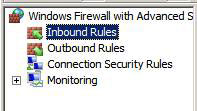 Windows Firewall with Advanced S
Inbound Rules
Outbound Rules
Connection Security Rules
Monitoring